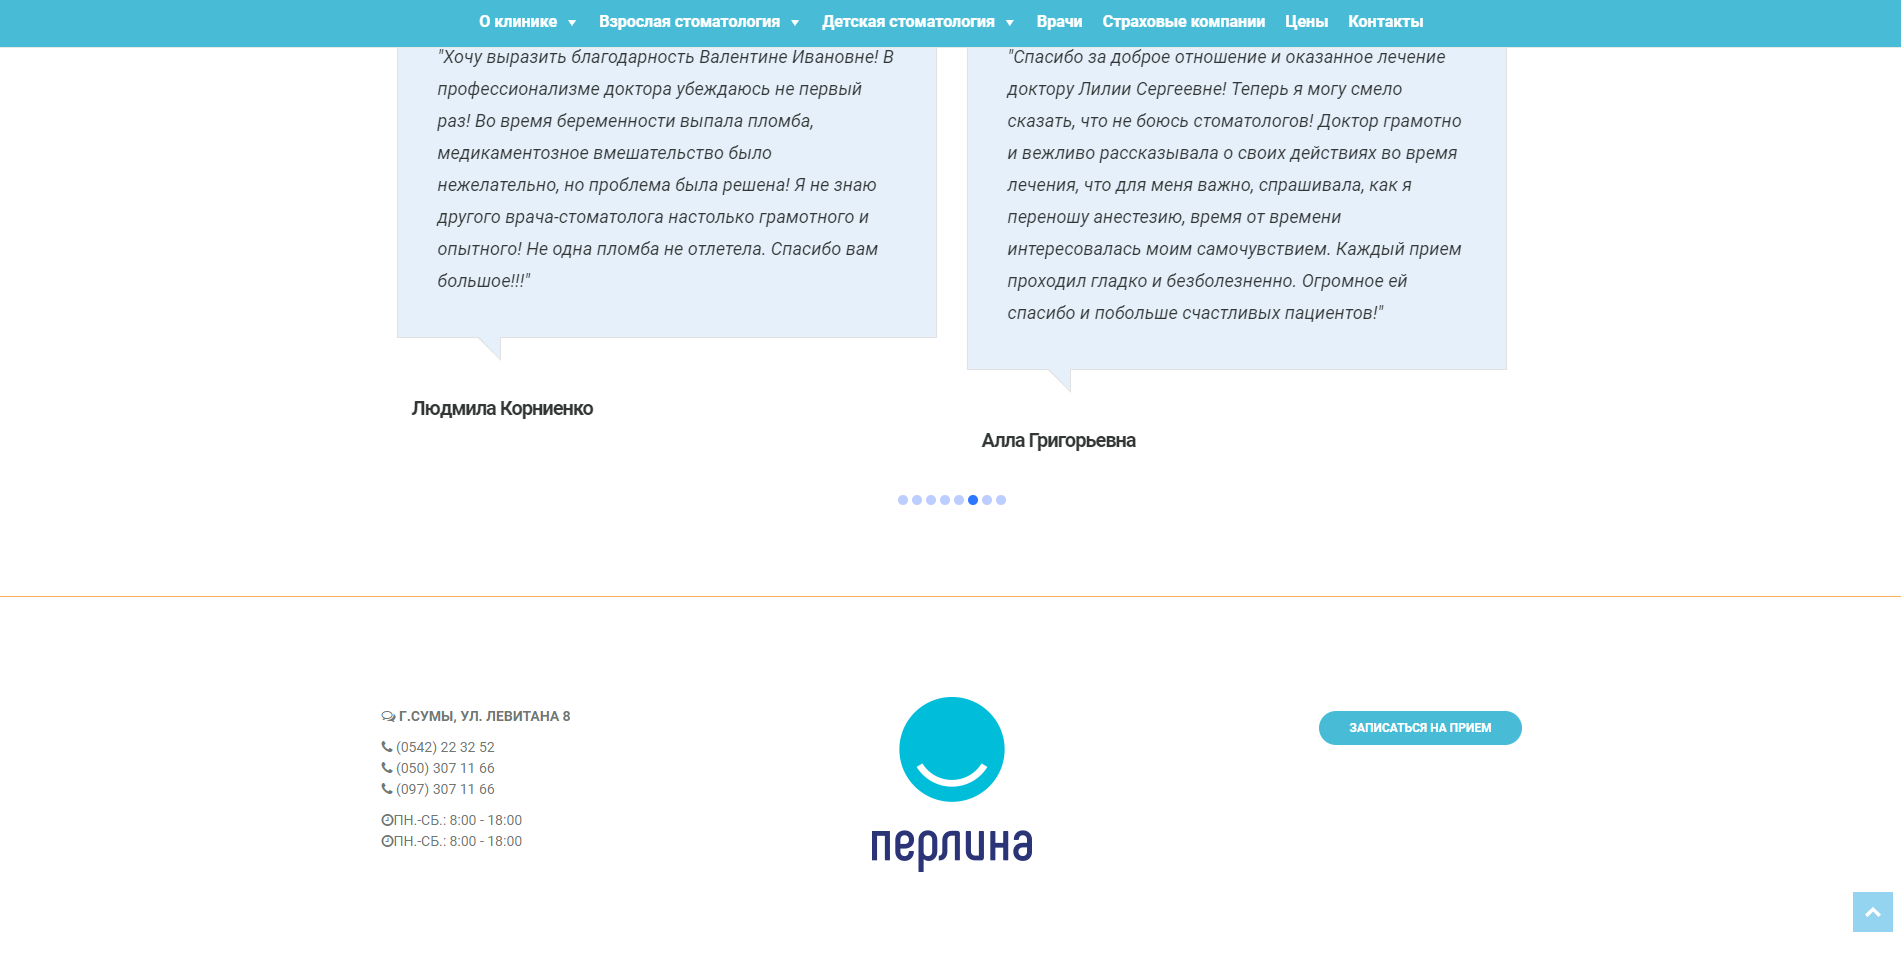 О клинике Взрослая стоматология Детская стоматология Врачи Страховые компании Цены Контакты
"Хочу выразить благодарность Валентине Ивановне! В
профессионализме доктора убеждаюсь не первый
раз! Во время беременности выпала пломба,
медикаментозное вмешательство было
нежелательно, но проблема была решена! Я не знаю
другого врача-стоматолога настолько грамотного и
опытного! Не одна пломба не отлетела. Спасибо вам
большое!!!"
Людмила Корниенко
"Спасибо за доброе отношение и оказанное лечение
доктору Лилии Сергеевне! Теперь я могу смело
сказать, что не боюсь стоматологов! Доктор грамотно
и вежливо рассказывала о своих действиях во время
лечения, что для меня важно, спрашивала, как я
переношу анестезию, время от времени
интересовалась моим самочувствием. Каждый прием
проходил гладко и безболезненно. Огромное ей
спасибо и побольше счастливых пациентов!"
Алла Григорьевна
Г.СУМЫ, УЛ. ЛЕВИТАНА 8
(0542) 22 32 52
(050) 307 11 66
(097) 307 11 66
ПН.-СБ.: 8:00 - 18:00
ПН.-СБ.: 8:00 - 18:00
перлина
ЗАПИСАТЬСЯ НА ПРИЕМ